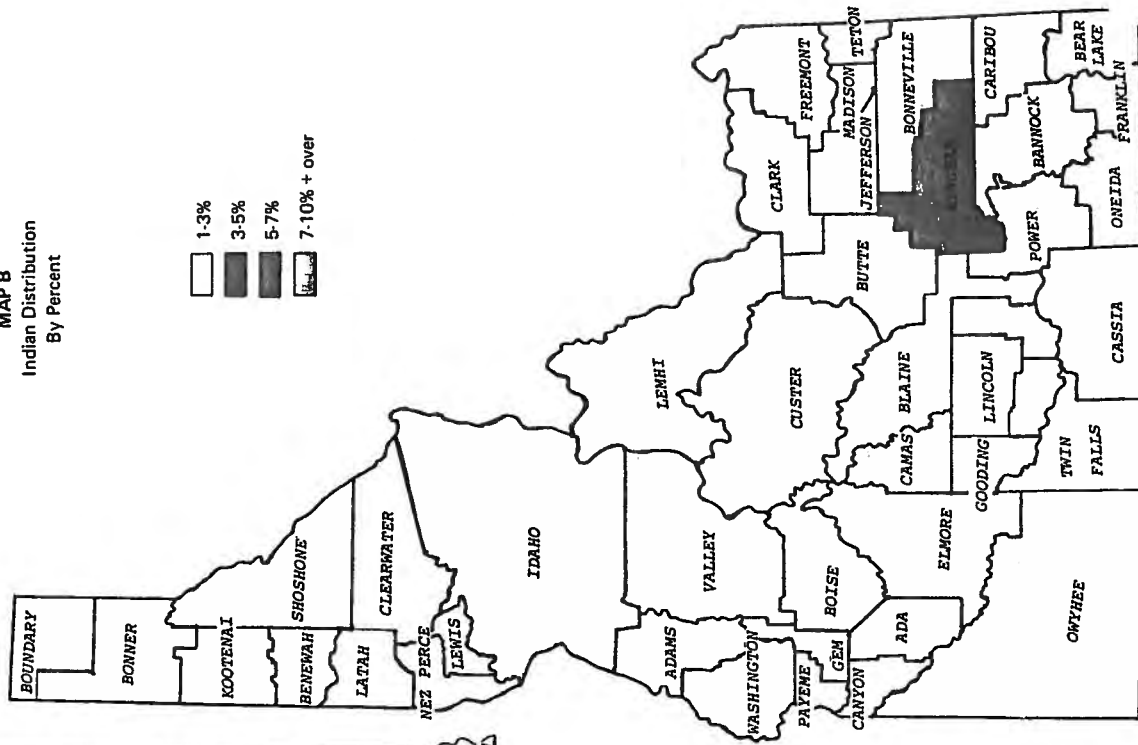 MAP B
Indian Distribution
By Percent
1-3%
3-5%
5-7%
7-10% + over
BOUNDARY
BONNER
KOOTENAI
SHOSHONE
BENEWAH
LATAH
CLEARWATER
NEZ PERCE
LEWIS
IDAHO
LEMHI
ADAMS
VALLEY
WASHINGTON
CUSTER
CLARK
FREEMONT
PAYEME
GEM
BOISE
BUTTE
JEFFERSON
MADISON
TETON
CANYON
ADA
ELMORE
CAMAS
BLAINE
BONNEVILLE
GOODING
LINCOLN
POWER
BANNOCK
CARIBOU
OWYHEE
TWIN
FALLS
CASSIA
ONEIDA
FRANKLIN
BEAR
LAKE